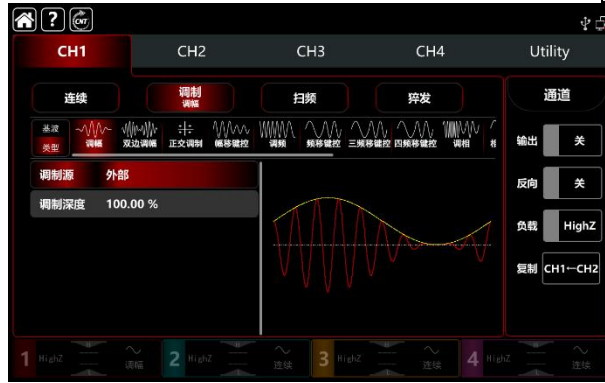 ? CNT
CH1 CH2 CH3 CH4 Utility
连续 调制 扫频 猝发 通道
调幅
基波
类型 调幅 双边调幅 正交调制 幅移键控 调频 频移键控 三频移键控 四频移键控 调相
输出 关
调制源 外部
反向 关
调制深度 100.00 %
负载 HighZ
复制 CH1←CH2
1 HighZ 调幅 2 HighZ 连续 3 HighZ 连续 4 HighZ 连续